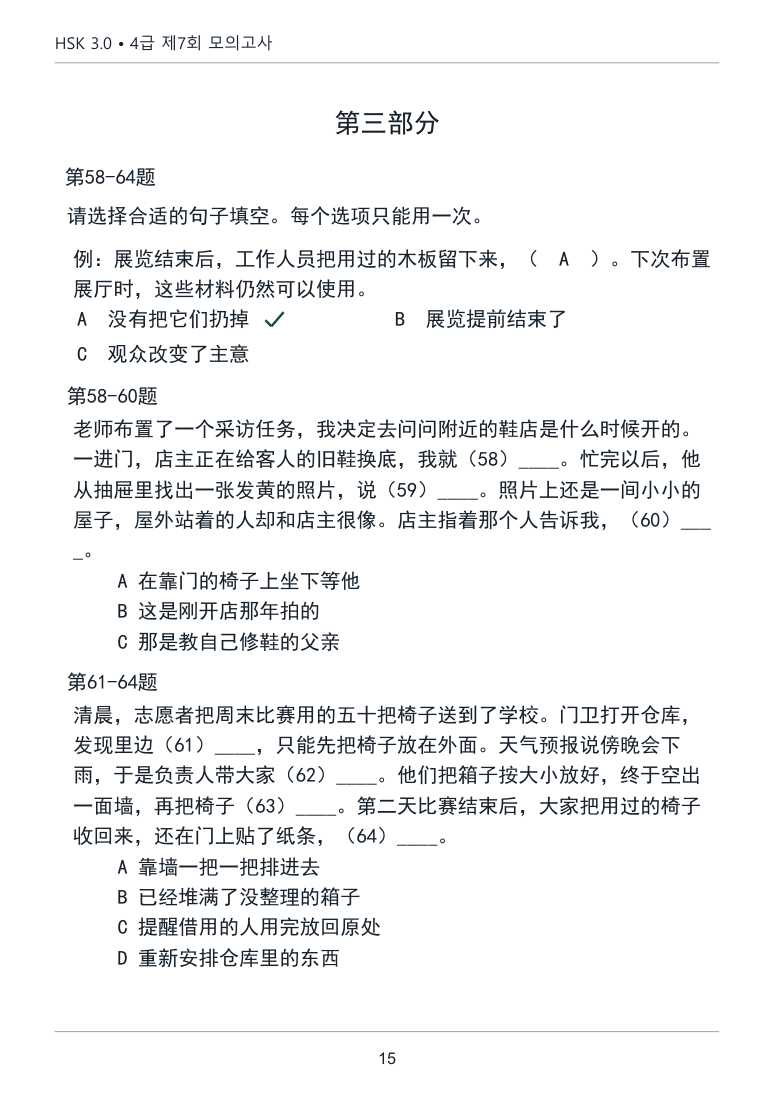 HSK 3.0 • 4급 제7회 모의고사
第三部分
第58-64题
请选择合适的句子填空。每个选项只能用一次。
例：展览结束后，工作人员把用过的木板留下来，（ A ）。下次布置
展厅时，这些材料仍然可以使用。
A 没有把它们扔掉 ✓ B 展览提前结束了
C 观众改变了主意
第58-60题
老师布置了一个采访任务，我决定去问问附近的鞋店是什么时候开的。
一进门，店主正在给客人的旧鞋换底，我就（58）____。忙完以后，他
从抽屉里找出一张发黄的照片，说（59）____。照片上还是一间小小的
屋子，屋外站着的人却和店主很像。店主指着那个人告诉我，（60）___
_。
A 在靠门的椅子上坐下等他
B 这是刚开店那年拍的
C 那是教自己修鞋的父亲
第61-64题
清晨，志愿者把周末比赛用的五十把椅子送到了学校。门卫打开仓库，
发现里边（61）____，只能先把椅子放在外面。天气预报说傍晚会下
雨，于是负责人带大家（62）____。他们把箱子按大小放好，终于空出
一面墙，再把椅子（63）____。第二天比赛结束后，大家把用过的椅子
收回来，还在门上贴了纸条，（64）____。
A 靠墙一把一把排进去
B 已经堆满了没整理的箱子
C 提醒借用的人用完放回原处
D 重新安排仓库里的东西
15